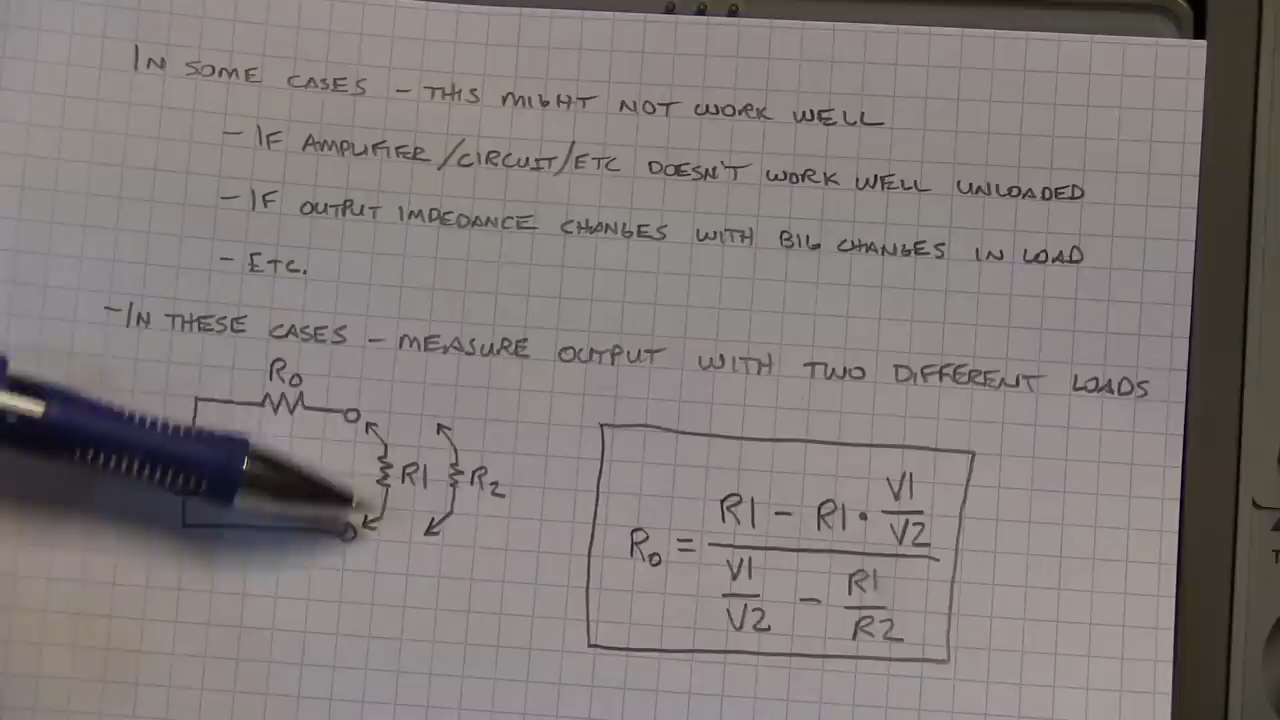 IN SOME CASES - THIS MIGHT NOT WORK WELL
- IF AMPLIFIER/CIRCUIT/ETC DOESN'T WORK WELL UNLOADED
- IF OUTPUT IMPEDANCE CHANGES WITH BIG CHANGES IN LOAD
- ETC.
- IN THESE CASES - MEASURE OUTPUT WITH TWO DIFFERENT LOADS
Ro
R1 R2
Ro = (R1 - R1 · V1/V2) / (V1/V2 - R1/R2)